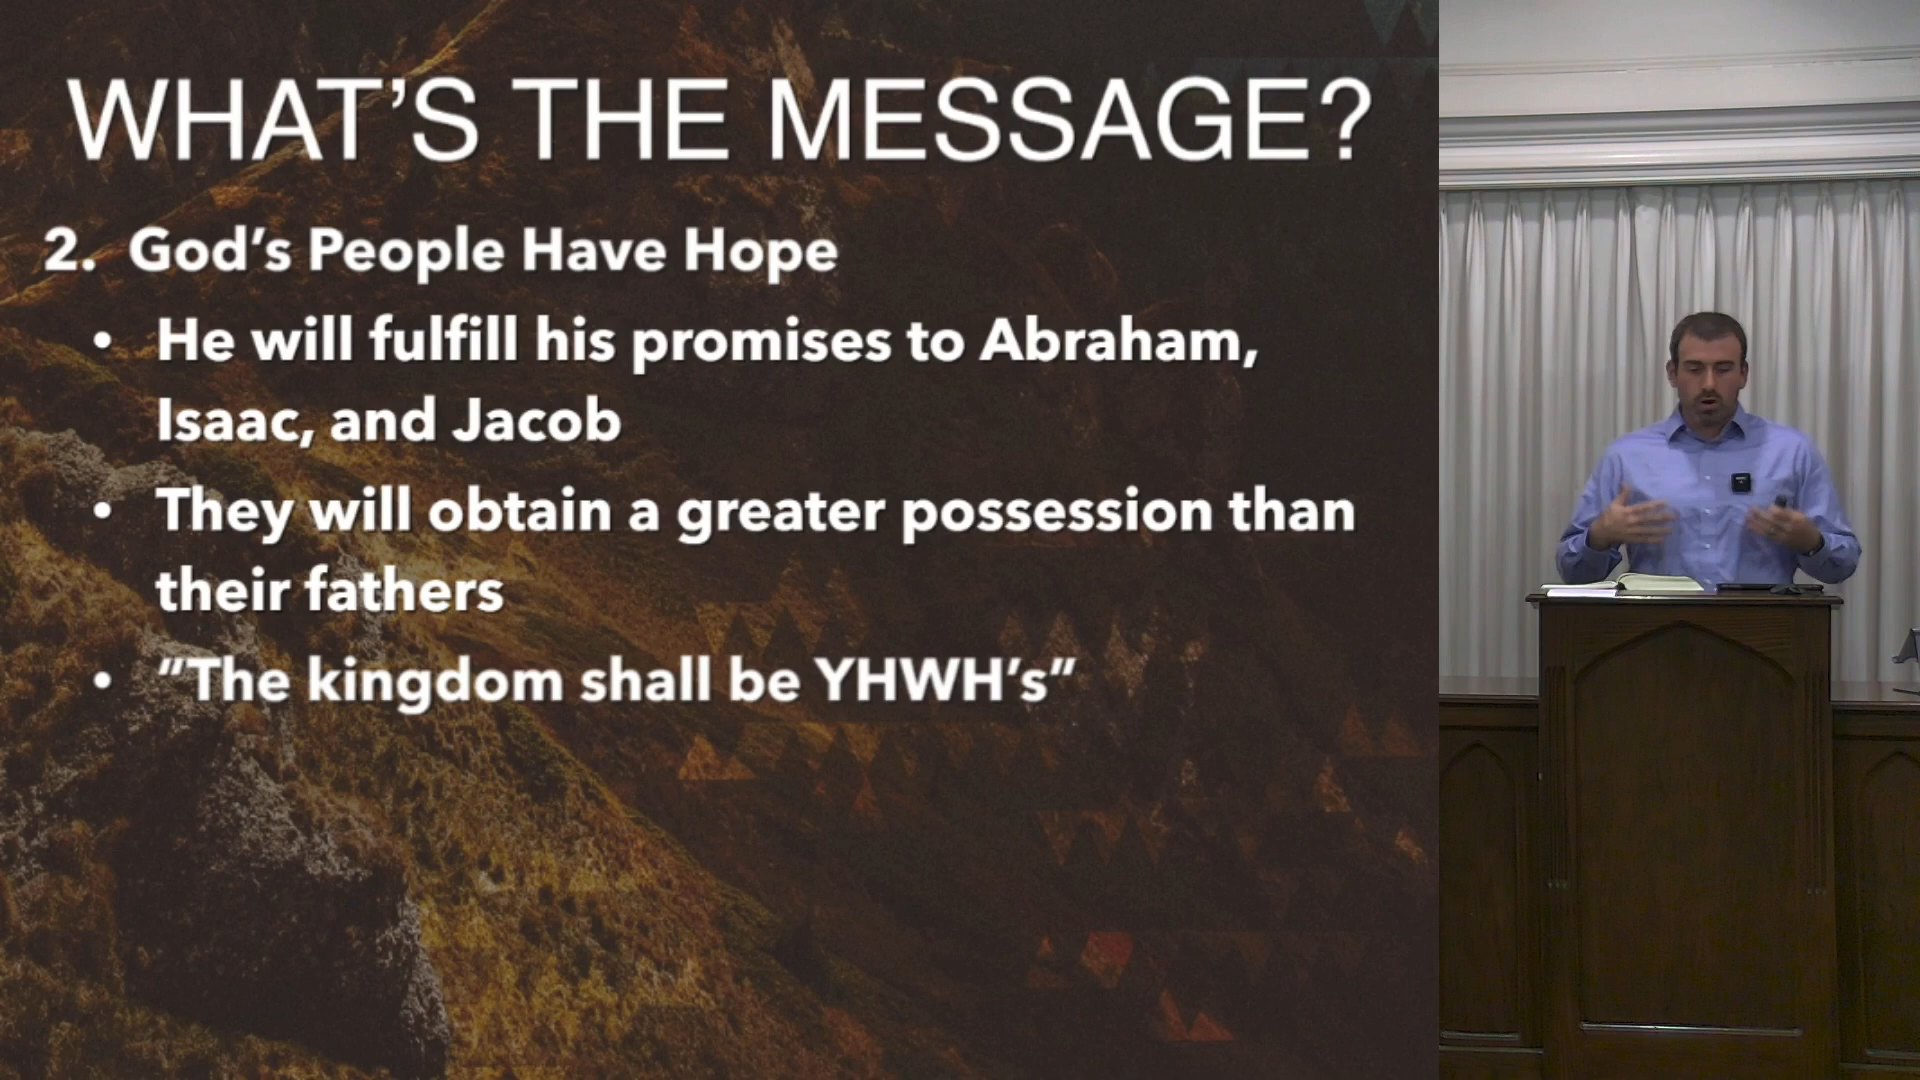 WHAT’S THE MESSAGE?
2. God’s People Have Hope
• He will fulfill his promises to Abraham,
Isaac, and Jacob
• They will obtain a greater possession than
their fathers
• “The kingdom shall be YHWH’s”